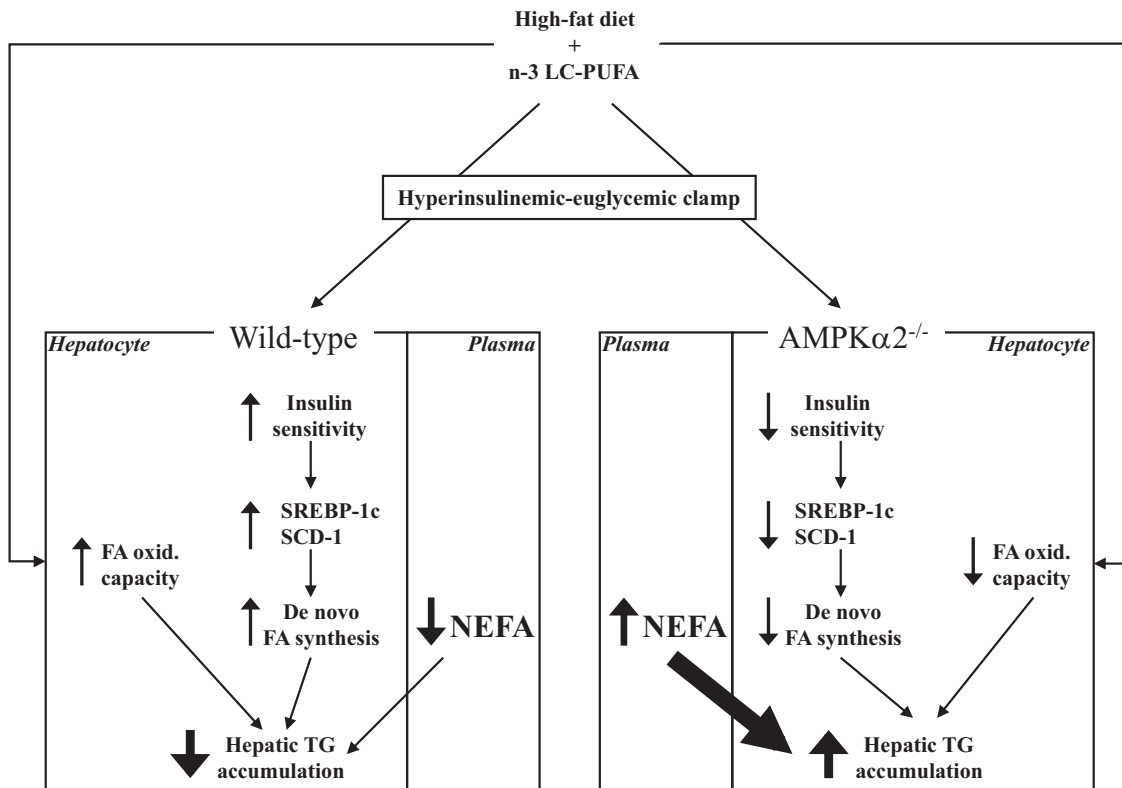 High-fat diet
+
n-3 LC-PUFA
Hyperinsulinemic-euglycemic clamp
Hepatocyte
Wild-type
Plasma
Insulin
sensitivity
SREBP-1c
SCD-1
FA oxid.
capacity
De novo
FA synthesis
NEFA
Hepatic TG
accumulation
Plasma
AMPKα2-/-
Hepatocyte
Insulin
sensitivity
SREBP-1c
SCD-1
FA oxid.
capacity
NEFA
De novo
FA synthesis
Hepatic TG
accumulation